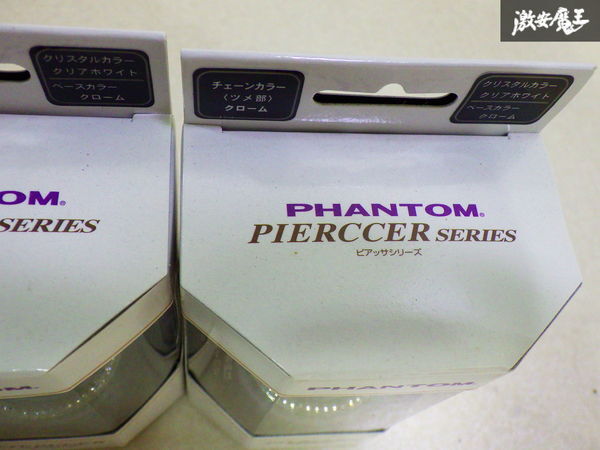 激安魔王
クリスタルカラー
クリアホワイト
ベースカラー
クローム
TOM®
SERIES
TOM
チェーンカラー
〈ツメ部〉
クローム
クリスタルカラー
クリアホワイト
ベースカラー
クローム
PHANTOM®
PIERCCER SERIES
ピアッサシリーズ
PHANTOM